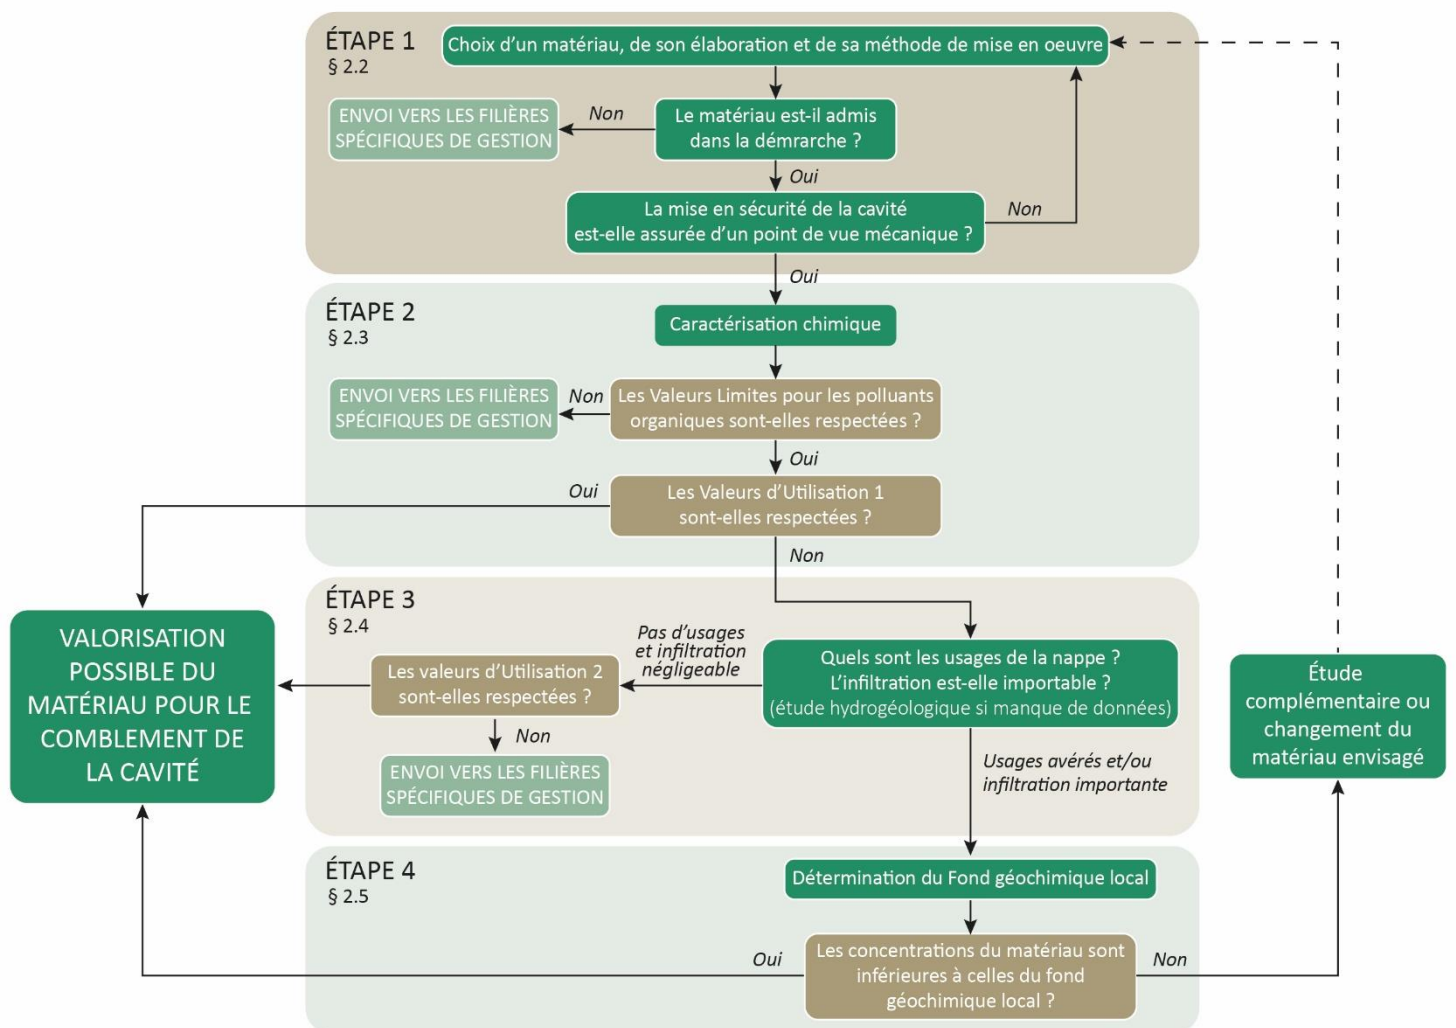 ÉTAPE 1
§ 2.2
Choix d'un matériau, de son élaboration et de sa méthode de mise en oeuvre
ENVOI VERS LES FILIÈRES
SPÉCIFIQUES DE GESTION
Non
Le matériau est-il admis
dans la démrarche ?
Oui
La mise en sécurité de la cavité
est-elle assurée d'un point de vue mécanique ?
Non
Oui
ÉTAPE 2
§ 2.3
Caractérisation chimique
ENVOI VERS LES FILIÈRES
SPÉCIFIQUES DE GESTION
Non
Les Valeurs Limites pour les polluants
organiques sont-elles respectées ?
Oui
Oui
Les Valeurs d'Utilisation 1
sont-elles respectées ?
Non
ÉTAPE 3
§ 2.4
VALORISATION
POSSIBLE DU
MATÉRIAU POUR LE
COMBLEMENT DE
LA CAVITÉ
Les valeurs d'Utilisation 2
sont-elles respectées ?
Pas d'usages
et infiltration
négligeable
Quels sont les usages de la nappe ?
L'infiltration est-elle importable ?
(étude hydrogéologique si manque de données)
Étude
complémentaire ou
changement du
matériau envisagé
Non
ENVOI VERS LES FILIÈRES
SPÉCIFIQUES DE GESTION
Usages avérés et/ou
infiltration importante
ÉTAPE 4
§ 2.5
Détermination du Fond géochimique local
Oui
Les concentrations du matériau sont
inférieures à celles du fond
géochimique local ?
Non